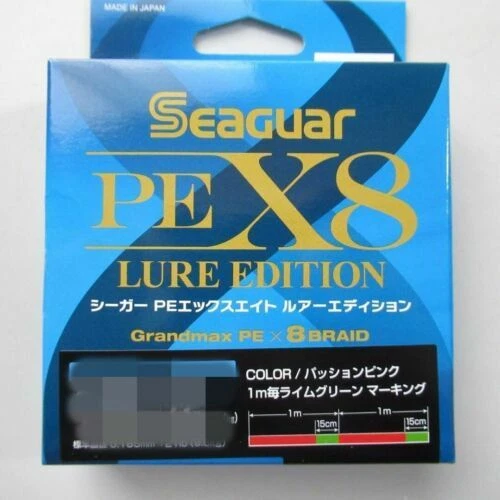 MADE IN JAPAN
SEAGUAR
PE X8
LURE EDITION
シーガー PEエックスエイト ルアーエディション
Grandmax PE × 8 BRAID
COLOR / パッションピンク
1m毎ライムグリーン マーキング
1m 1m
15cm 15cm